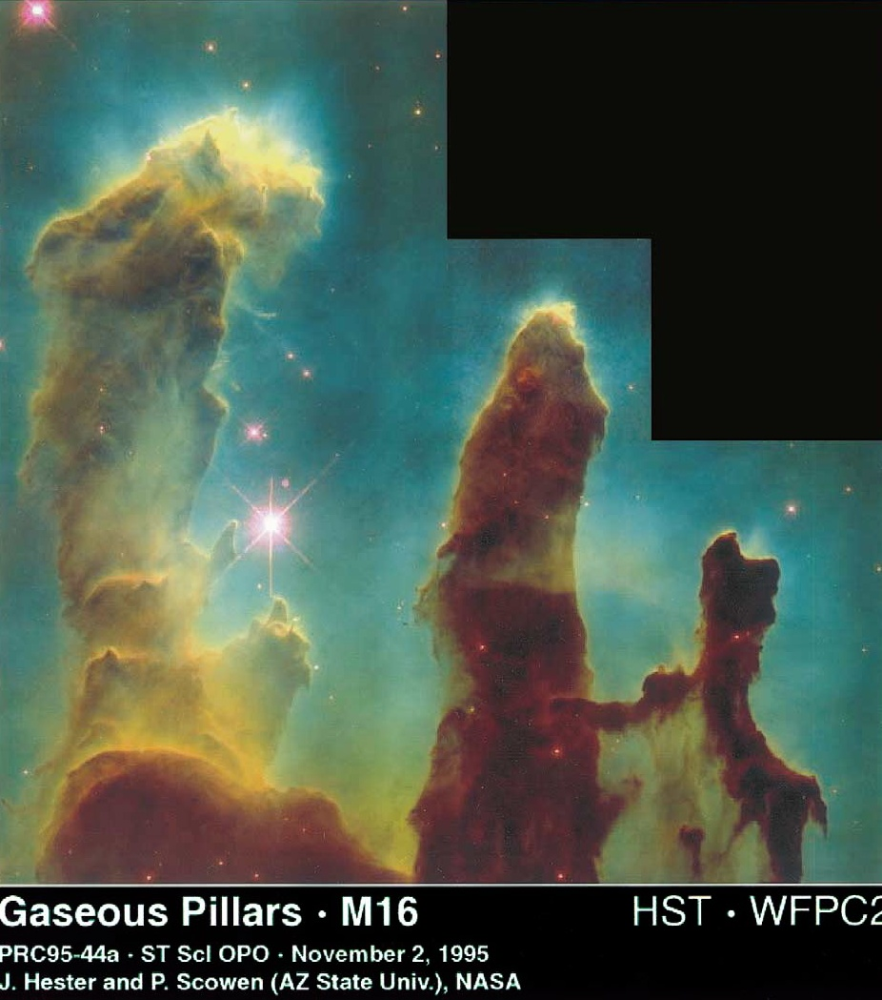 Gaseous Pillars · M16 HST · WFPC2
PRC95-44a · ST ScI OPO · November 2, 1995
J. Hester and P. Scowen (AZ State Univ.), NASA